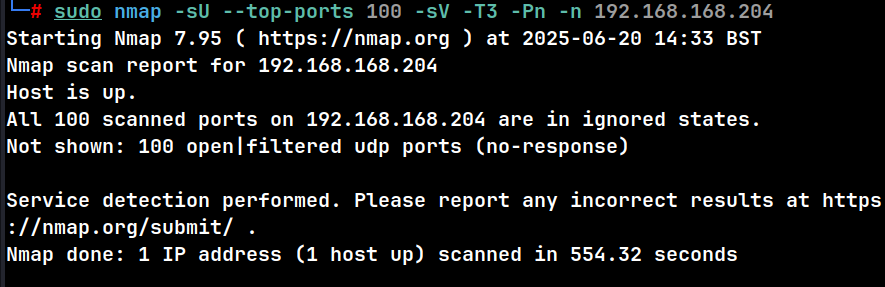 └─# sudo nmap -sU --top-ports 100 -sV -T3 -Pn -n 192.168.168.204
Starting Nmap 7.95 ( https://nmap.org ) at 2025-06-20 14:33 BST
Nmap scan report for 192.168.168.204
Host is up.
All 100 scanned ports on 192.168.168.204 are in ignored states.
Not shown: 100 open|filtered udp ports (no-response)

Service detection performed. Please report any incorrect results at https
://nmap.org/submit/ .
Nmap done: 1 IP address (1 host up) scanned in 554.32 seconds